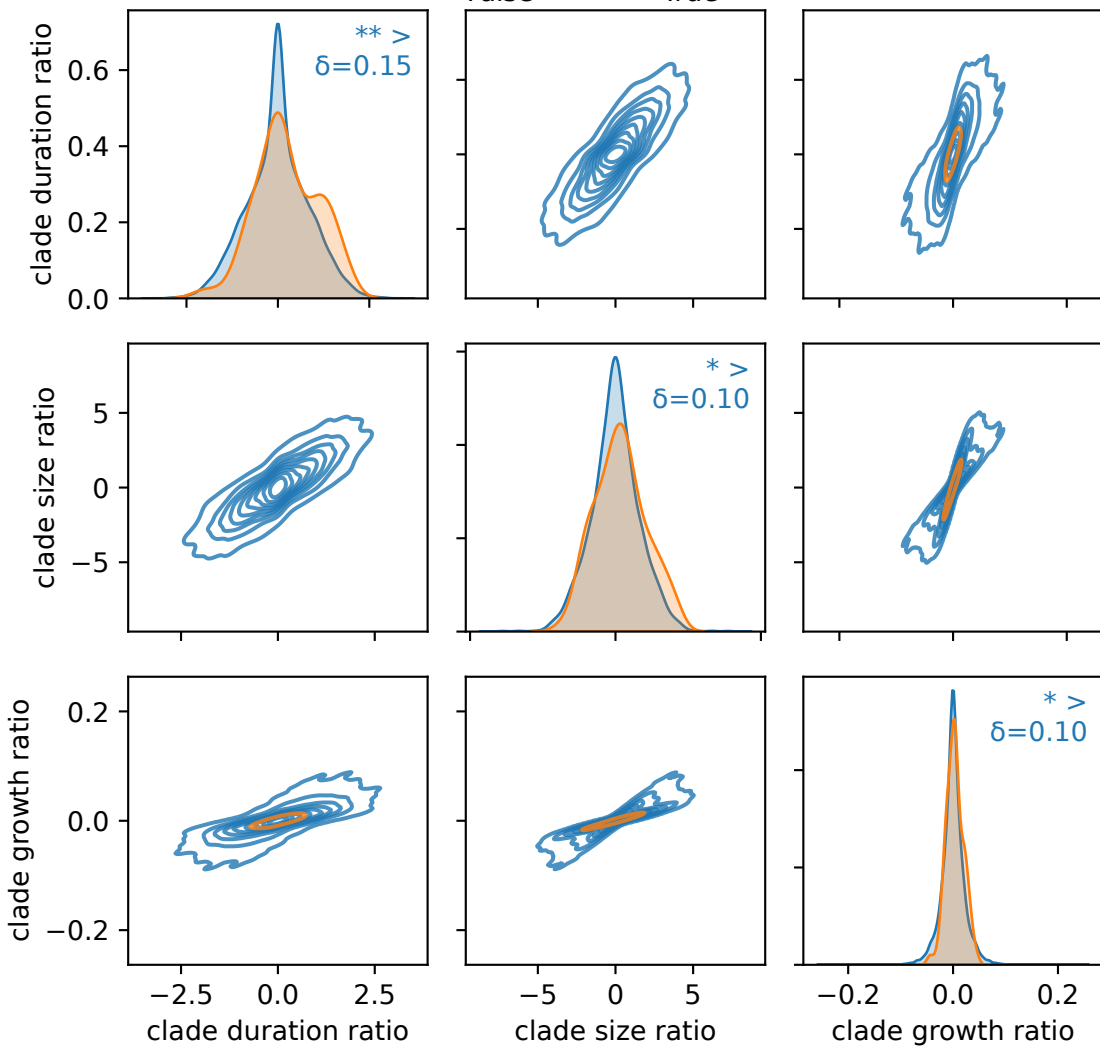 ** >
δ=0.15
clade duration ratio
0.6
0.4
0.2
0.0
* >
δ=0.10
clade size ratio
5
0
−5
* >
δ=0.10
clade growth ratio
0.2
0.0
−0.2
−2.5 0.0 2.5
−5 0 5
−0.2 0.0 0.2
clade duration ratio
clade size ratio
clade growth ratio